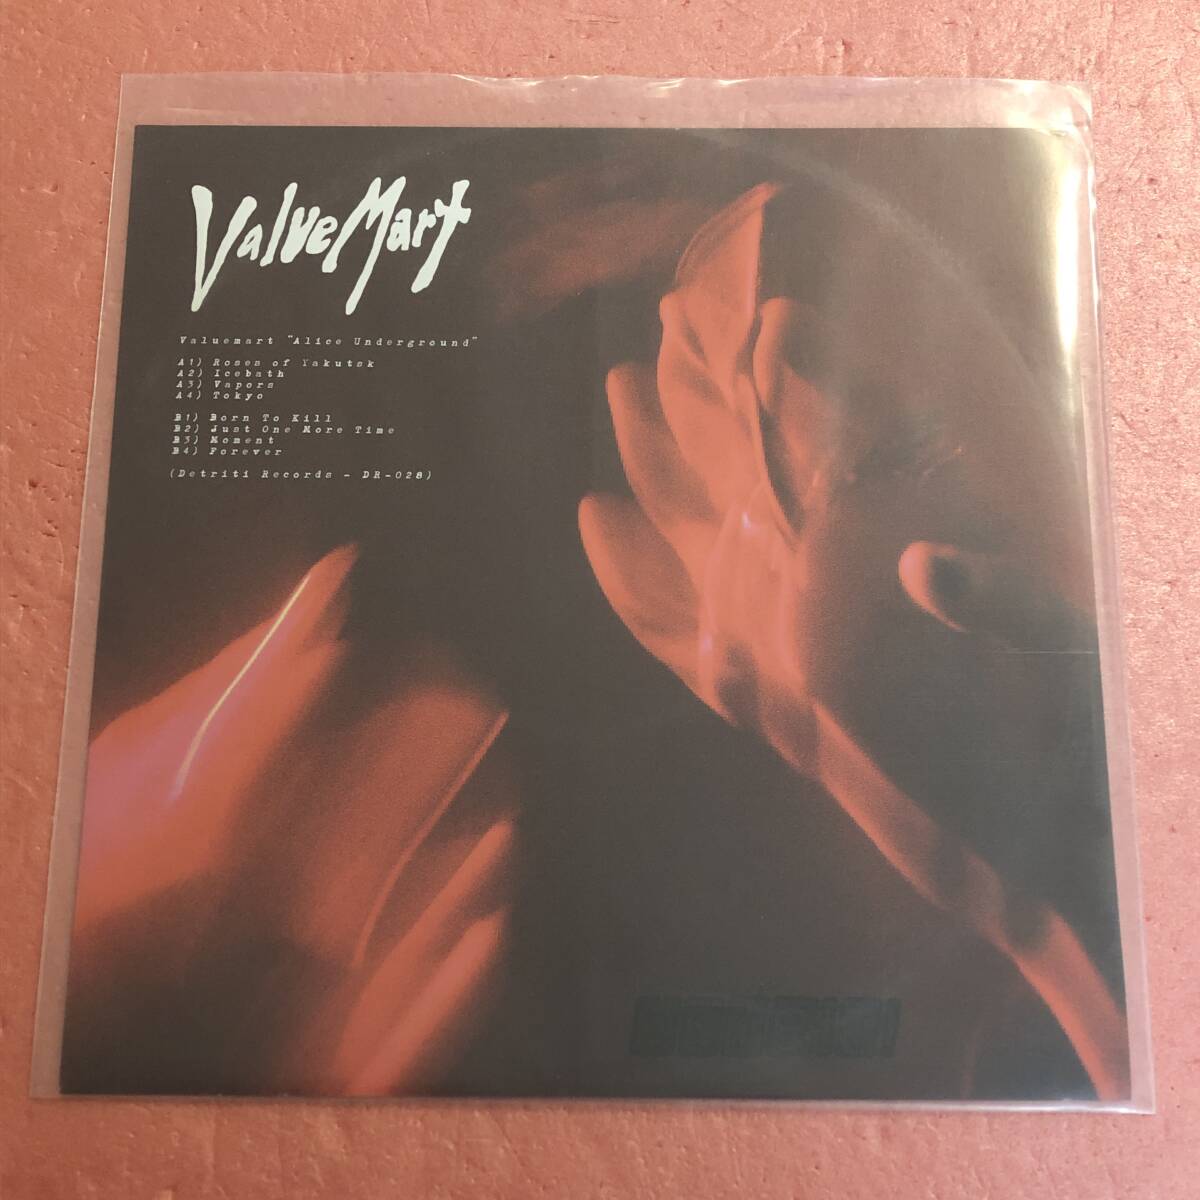 ValueMart
Valuemart "Alice Underground"
A1) Roses of Yakutsk
A2) Icebath
A3) Vapors
A4) Tokyo
B1) Born To Kill
B2) Just One More Time
B3) Moment
B4) Forever
(Detriti Records - DR-028)